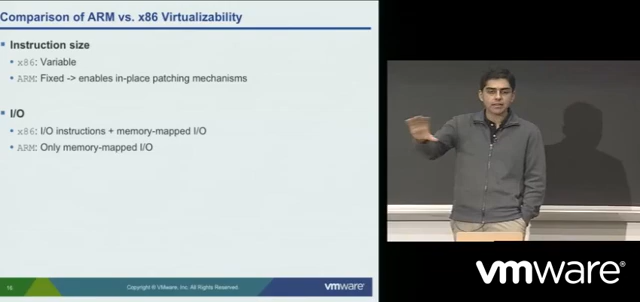 Comparison of ARM vs. x86 Virtualizability
Instruction size
x86: Variable
ARM: Fixed -> enables in-place patching mechanisms
I/O
x86: I/O instructions + memory-mapped I/O
ARM: Only memory-mapped I/O
16
Copyright © VMware, Inc. All Rights Reserved.
vmware
vmware®